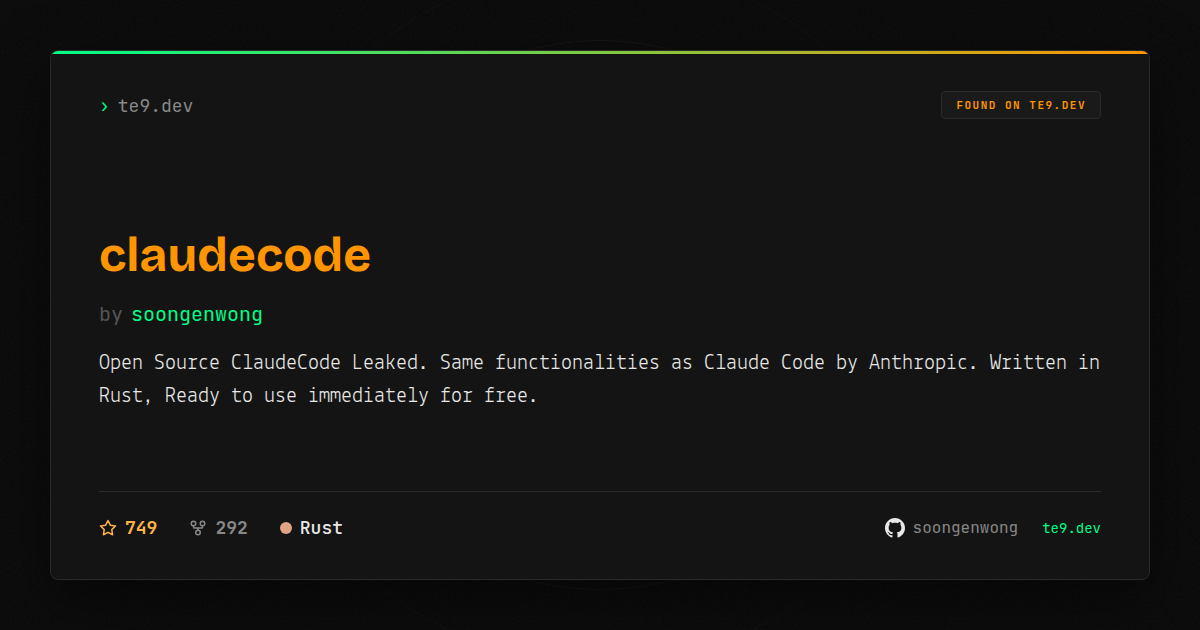 › te9.dev
FOUND ON TE9.DEV
claudecode
by soongenwong
Open Source ClaudeCode Leaked. Same functionalities as Claude Code by Anthropic. Written in
Rust, Ready to use immediately for free.
749 292 Rust
soongenwong te9.dev